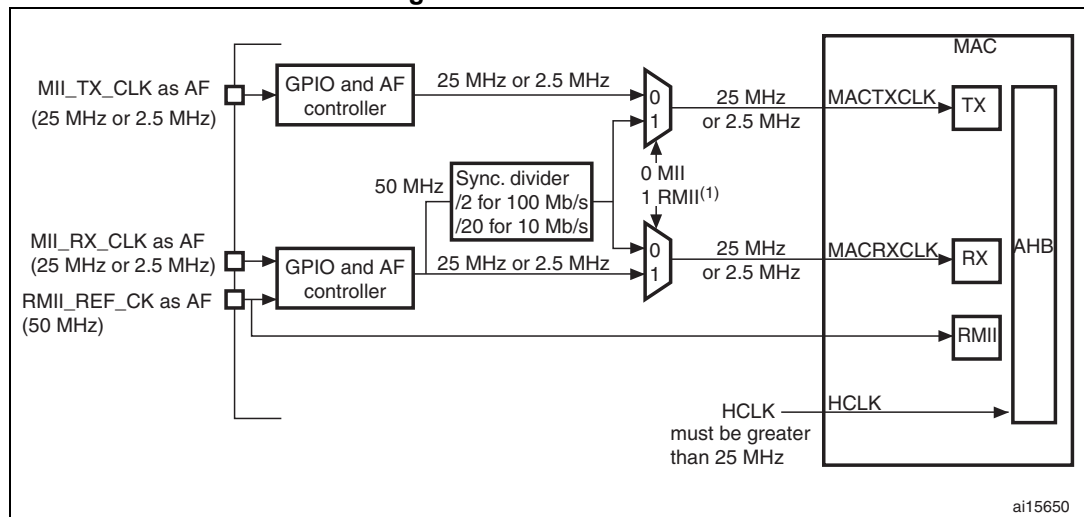 g
MAC
MII_TX_CLK as AF
(25 MHz or 2.5 MHz)
GPIO and AF
controller
25 MHz or 2.5 MHz
0
1
25 MHz
or 2.5 MHz
MACTXCLK
TX
50 MHz
Sync. divider
/2 for 100 Mb/s
/20 for 10 Mb/s
0 MII
1 RMII(1)
MII_RX_CLK as AF
(25 MHz or 2.5 MHz)
RMII_REF_CK as AF
(50 MHz)
GPIO and AF
controller
25 MHz or 2.5 MHz
0
1
25 MHz
or 2.5 MHz
MACRXCLK
RX
AHB
RMII
HCLK
must be greater
than 25 MHz
HCLK
ai15650